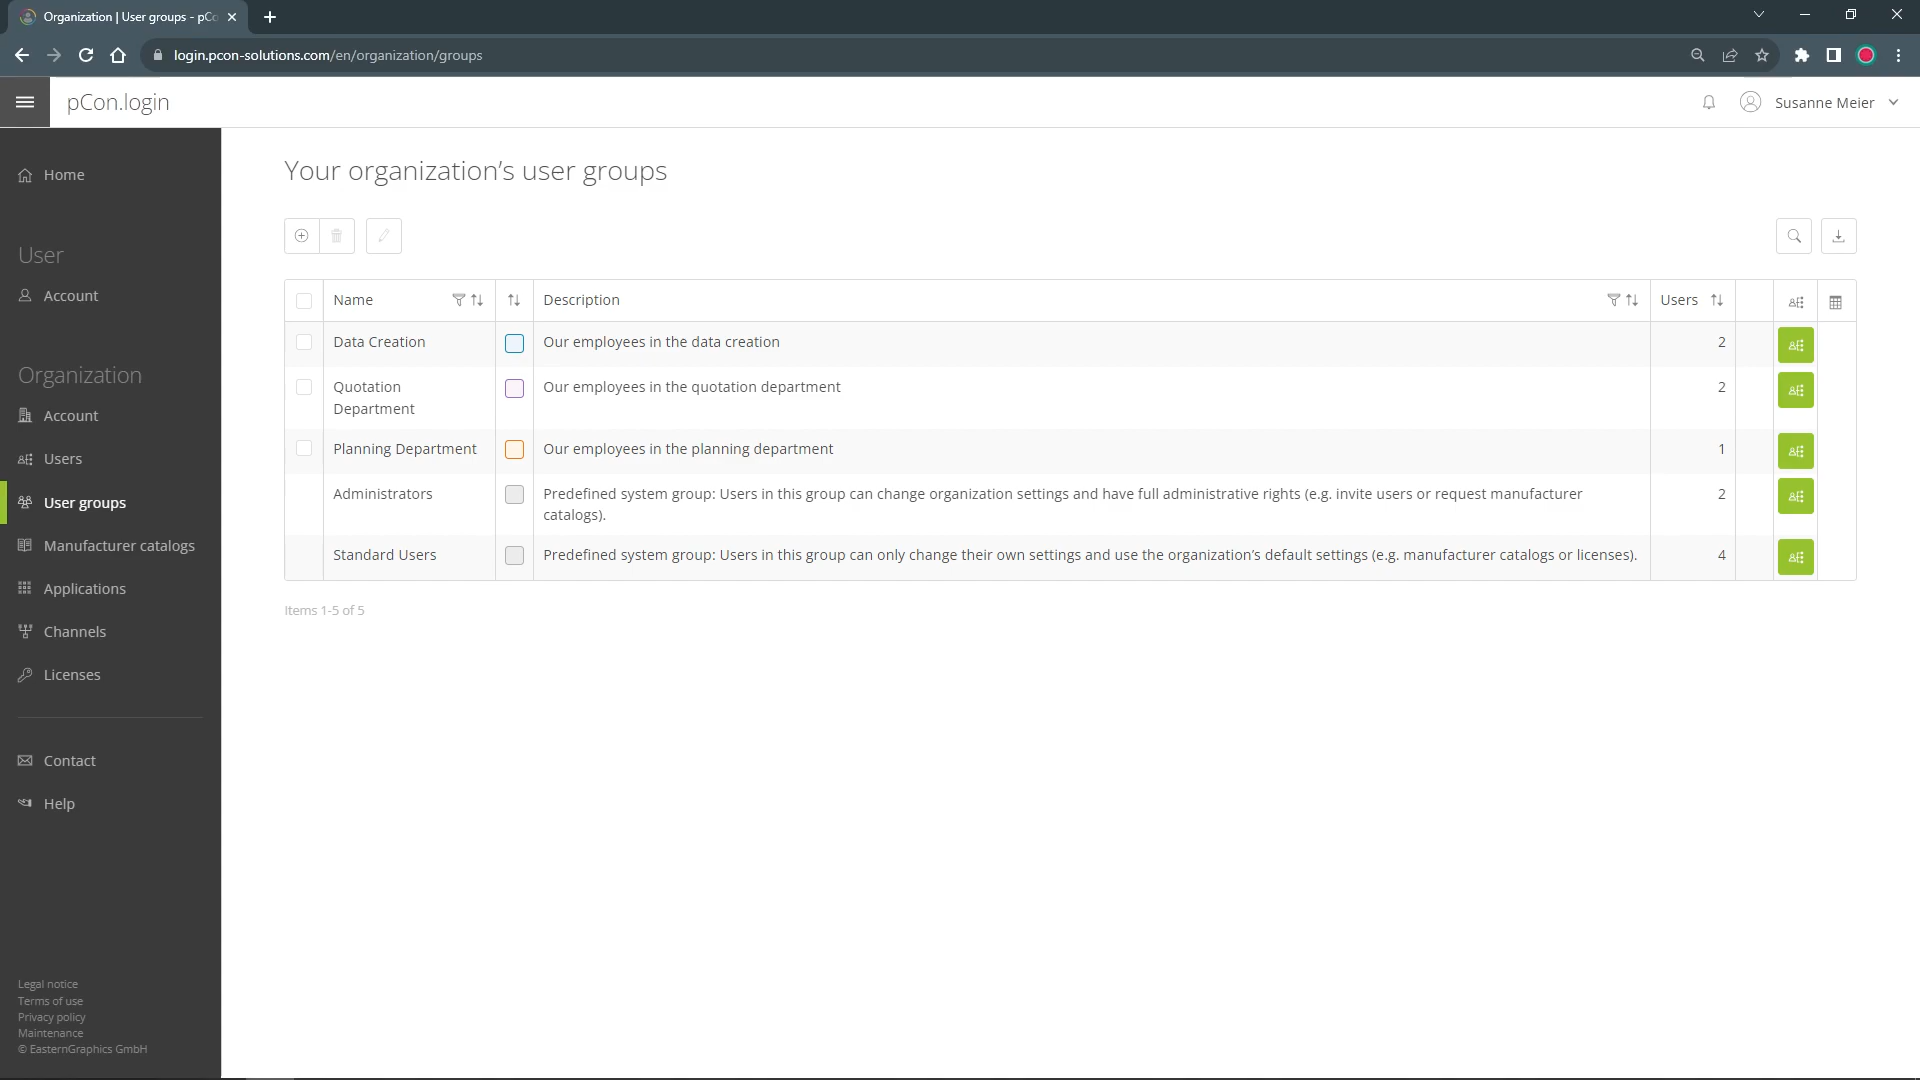 Organization | User groups - pCo
login.pcon-solutions.com/en/organization/groups
pCon.login
Susanne Meier
Home
User
Account
Organization
Account
Users
User groups
Manufacturer catalogs
Applications
Channels
Licenses
Contact
Help
Legal notice
Terms of use
Privacy policy
Maintenance
© EasternGraphics GmbH
Your organization’s user groups
Name Description Users
Data Creation Our employees in the data creation 2
Quotation Our employees in the quotation department 2
Department
Planning Department Our employees in the planning department 1
Administrators Predefined system group: Users in this group can change organization settings and have full administrative rights (e.g. invite users or request manufacturer 2
catalogs).
Standard Users Predefined system group: Users in this group can only change their own settings and use the organization’s default settings (e.g. manufacturer catalogs or licenses). 4
Items 1-5 of 5